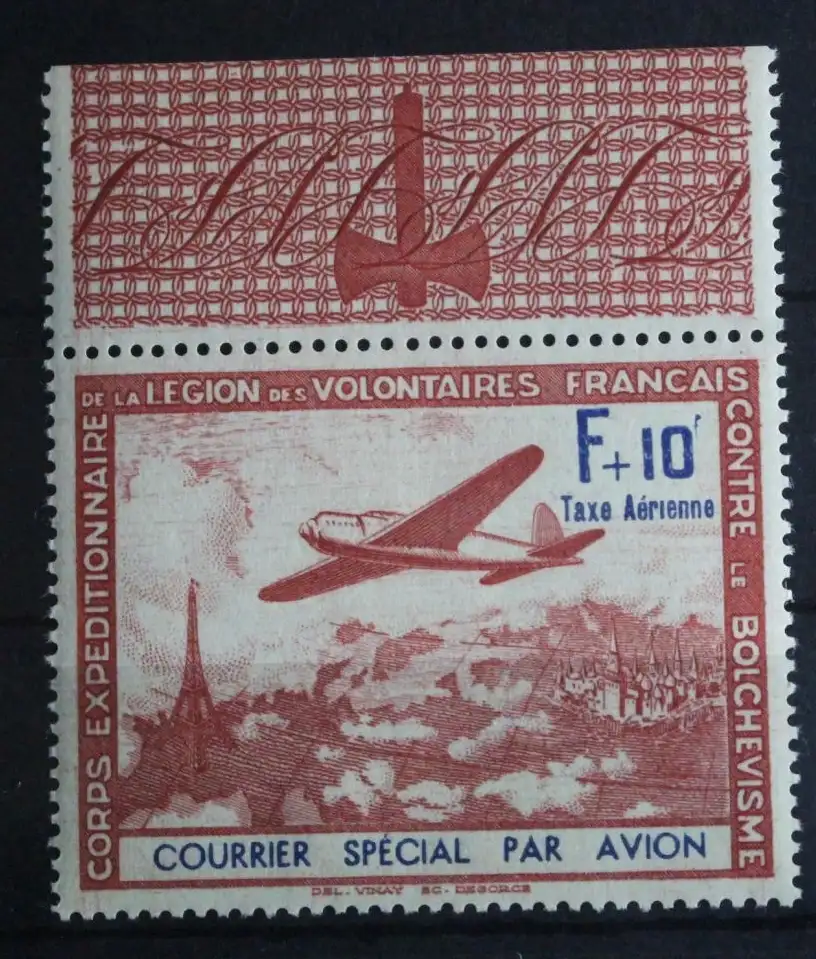 CORPS EXPEDITIONNAIRE
DE LA LEGION DES VOLONTAIRES FRANCAIS
CONTRE LE BOLCHEVISME
F + 10 F
Taxe Aérienne
COURRIER SPÉCIAL PAR AVION
DEL. VINAY SC. DEGORCE